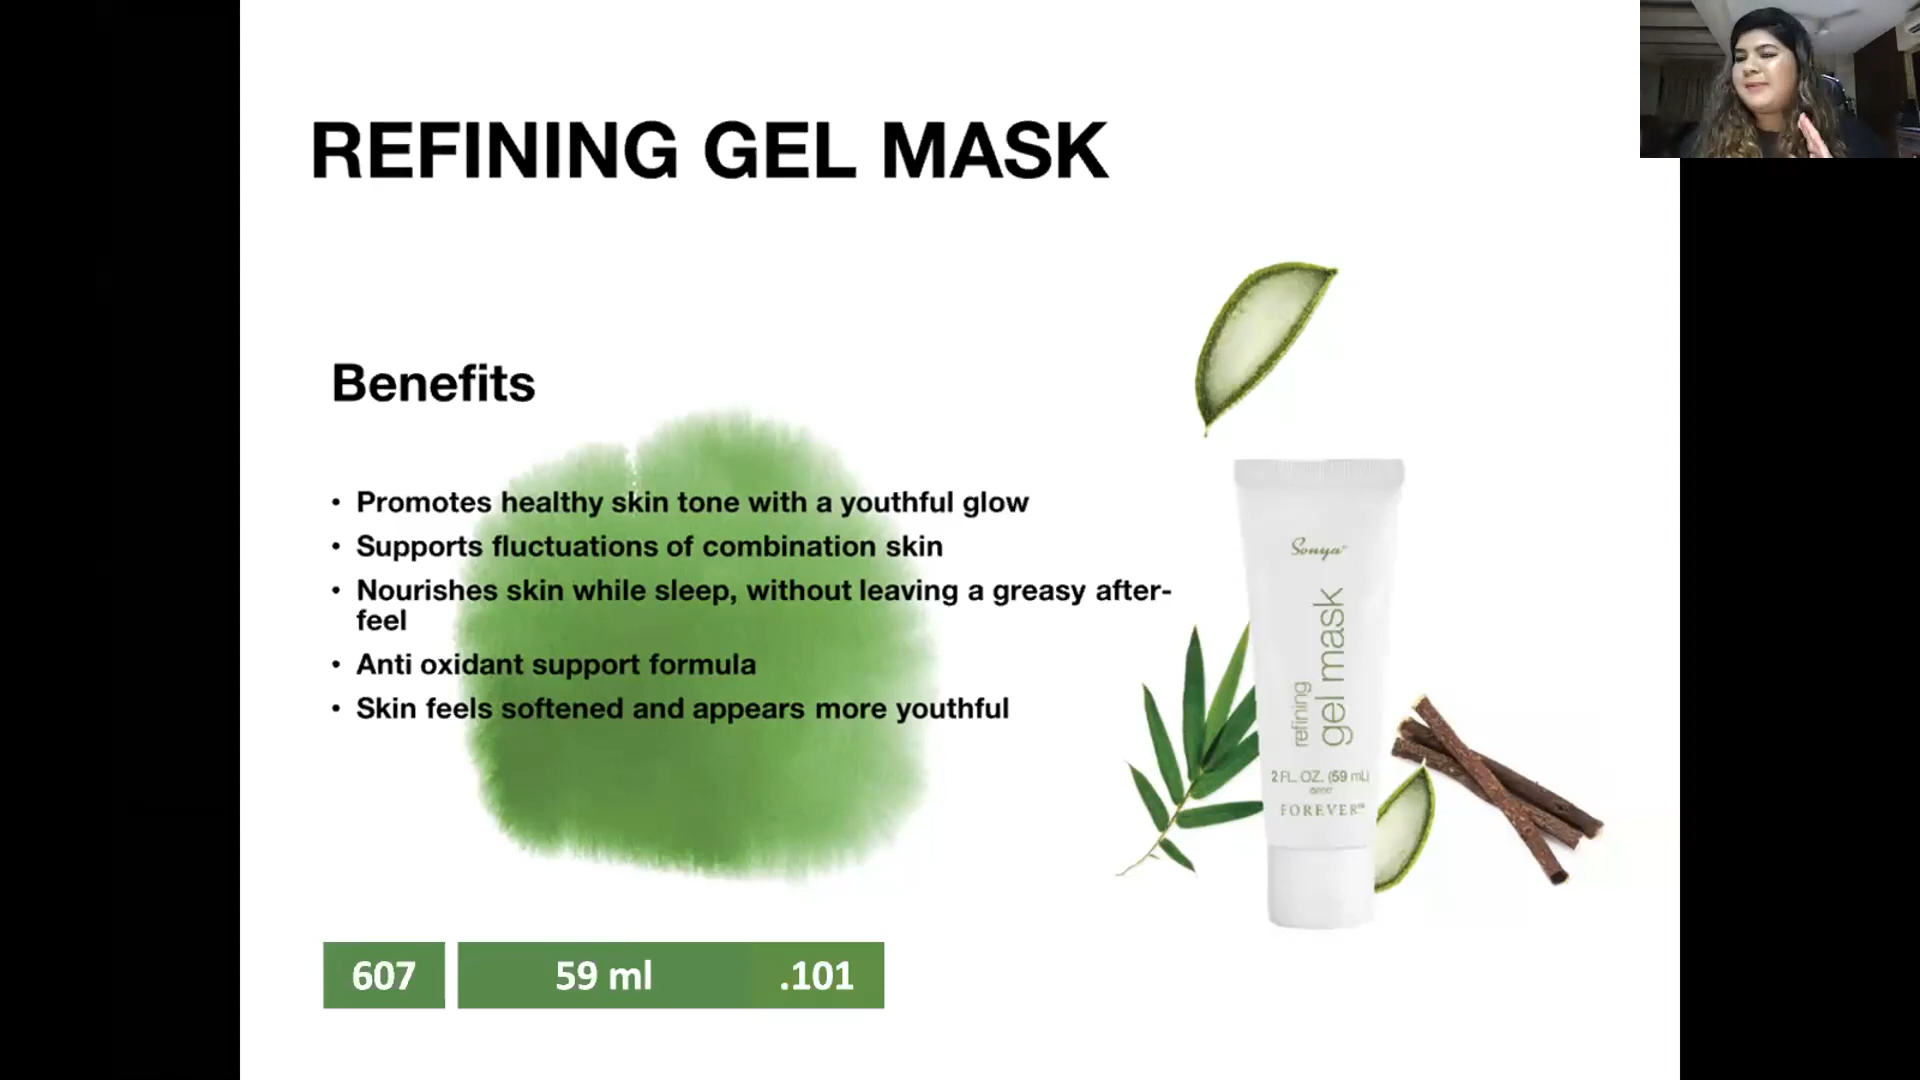 REFINING GEL MASK
Benefits
• Promotes healthy skin tone with a youthful glow
• Supports fluctuations of combination skin
• Nourishes skin while sleep, without leaving a greasy after-
feel
• Anti oxidant support formula
• Skin feels softened and appears more youthful
Sonya
refining
gel mask
2 FL. OZ. (59 mL)
FOREVER
607
59 ml .101